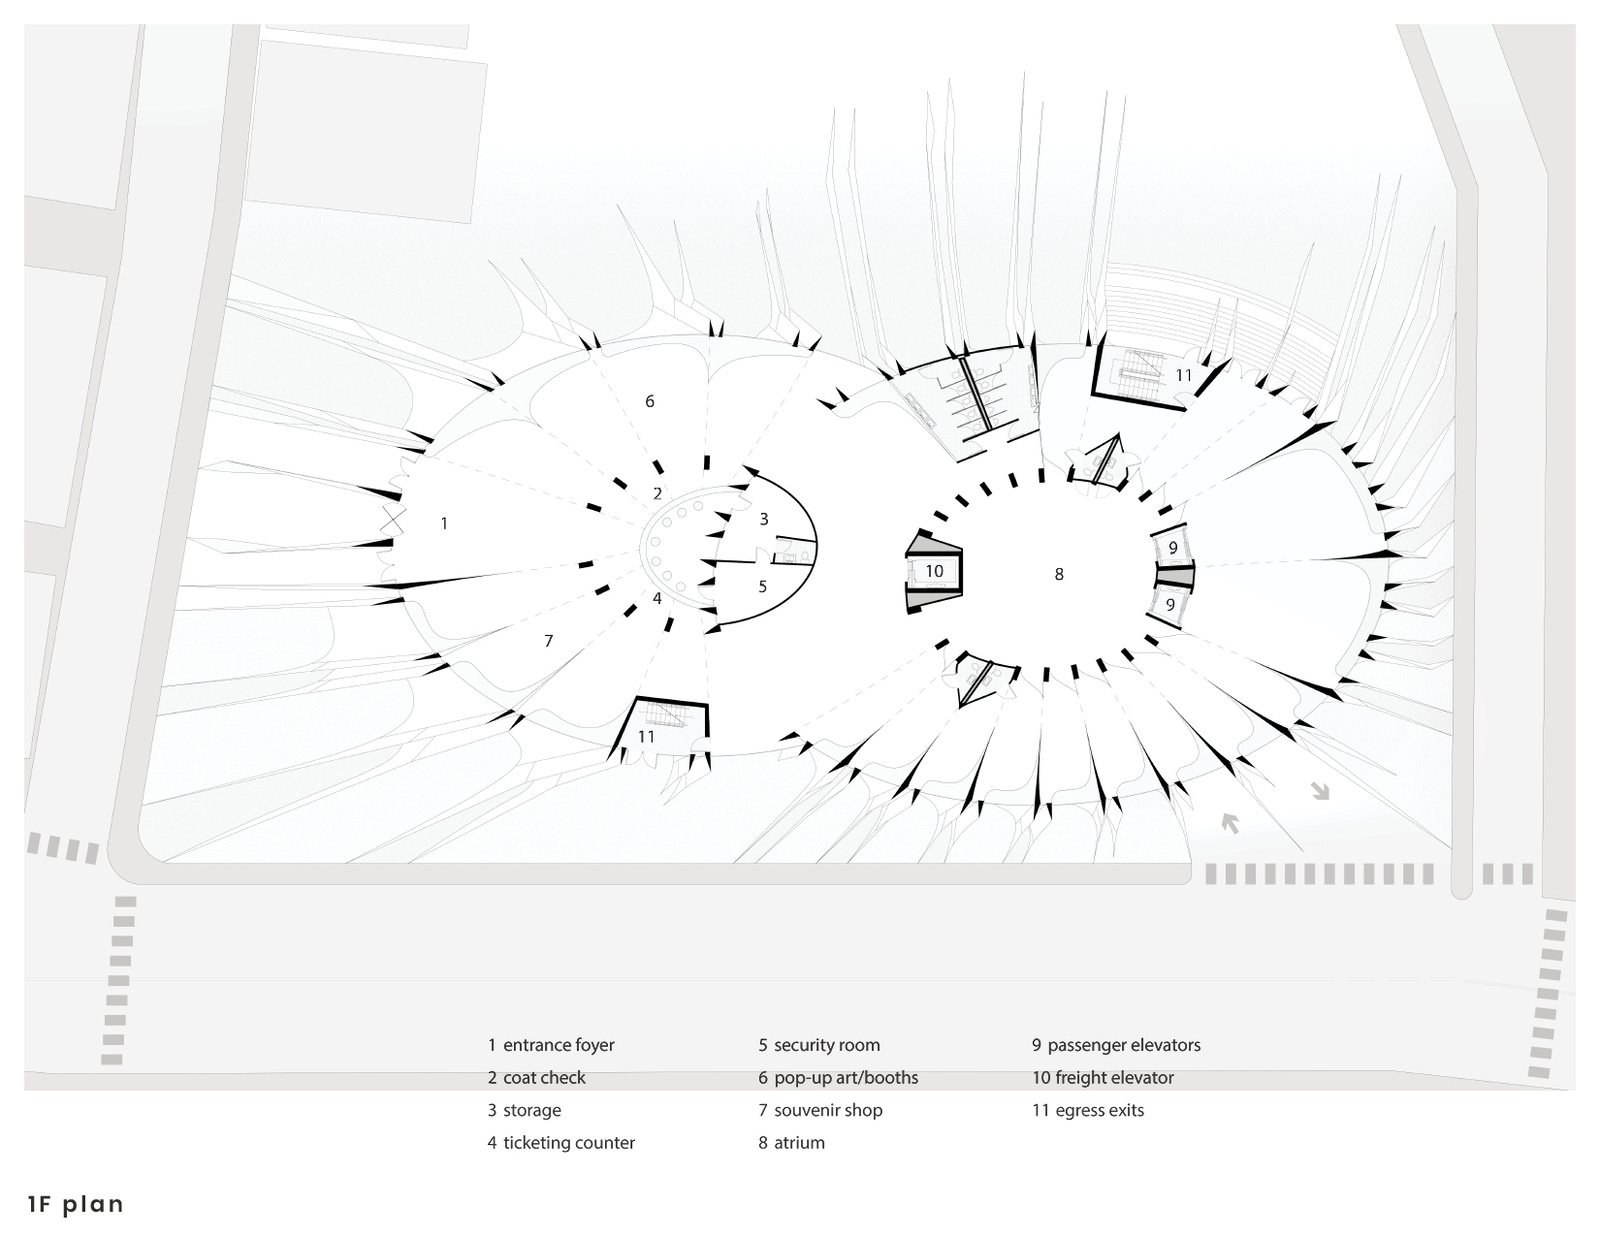 11
6
2
1
3
9
10
8
5
4
9
7
11
1 entrance foyer
2 coat check
3 storage
4 ticketing counter
5 security room
6 pop-up art/booths
7 souvenir shop
8 atrium
9 passenger elevators
10 freight elevator
11 egress exits
1F plan